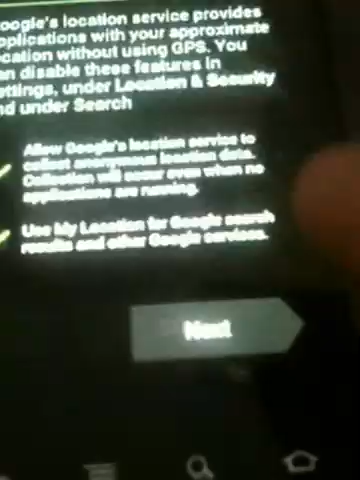 oogle's location service provides
pplications with your approximate
ocation without using GPS. You
an disable these features in
ettings, under Location & Security
nd under Search
Allow Google's location service to
collect anonymous location data.
Collection will occur even when no
applications are running.
Use My Location for Google search
results and other Google services.
Next